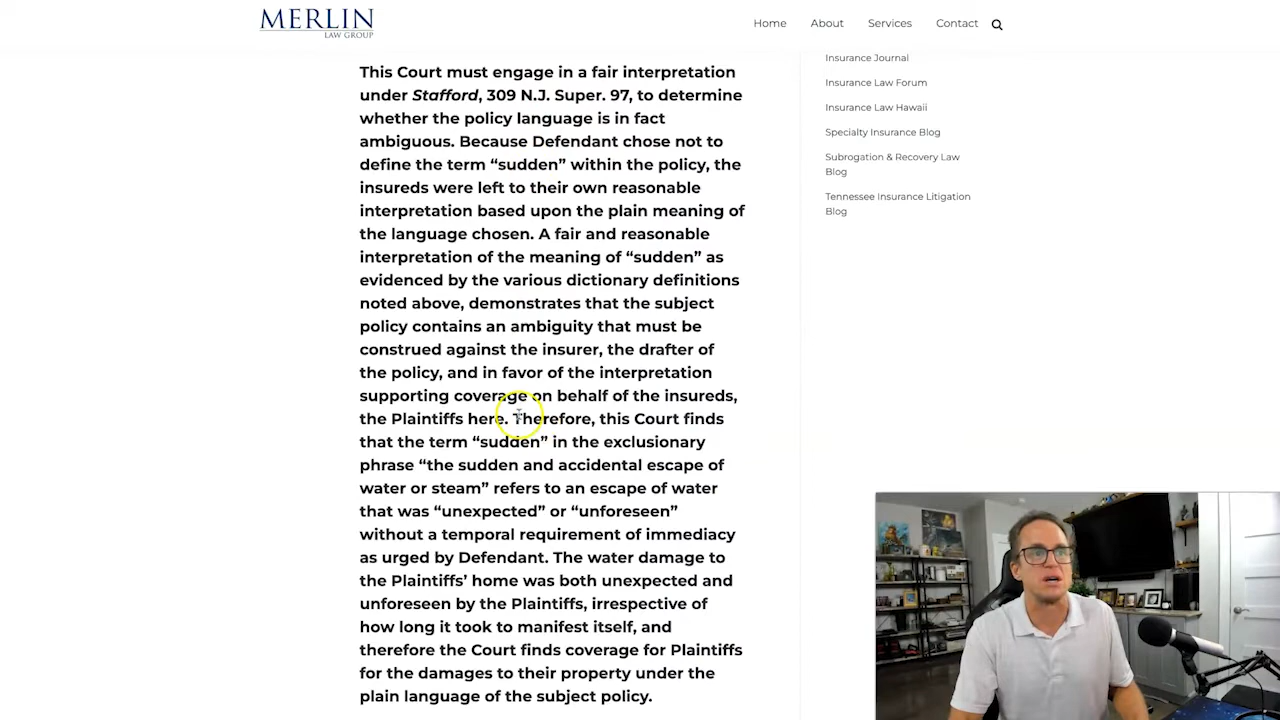 MERLIN
LAW GROUP
Home About Services Contact
This Court must engage in a fair interpretation
under Stafford, 309 N.J. Super. 97, to determine
whether the policy language is in fact
ambiguous. Because Defendant chose not to
define the term “sudden” within the policy, the
insureds were left to their own reasonable
interpretation based upon the plain meaning of
the language chosen. A fair and reasonable
interpretation of the meaning of “sudden” as
evidenced by the various dictionary definitions
noted above, demonstrates that the subject
policy contains an ambiguity that must be
construed against the insurer, the drafter of
the policy, and in favor of the interpretation
supporting coverage on behalf of the insureds,
the Plaintiffs here. Therefore, this Court finds
that the term “sudden” in the exclusionary
phrase “the sudden and accidental escape of
water or steam” refers to an escape of water
that was “unexpected” or “unforeseen”
without a temporal requirement of immediacy
as urged by Defendant. The water damage to
the Plaintiffs’ home was both unexpected and
unforeseen by the Plaintiffs, irrespective of
how long it took to manifest itself, and
therefore the Court finds coverage for Plaintiffs
for the damages to their property under the
plain language of the subject policy.
Insurance Journal
Insurance Law Forum
Insurance Law Hawaii
Specialty Insurance Blog
Subrogation & Recovery Law
Blog
Tennessee Insurance Litigation
Blog